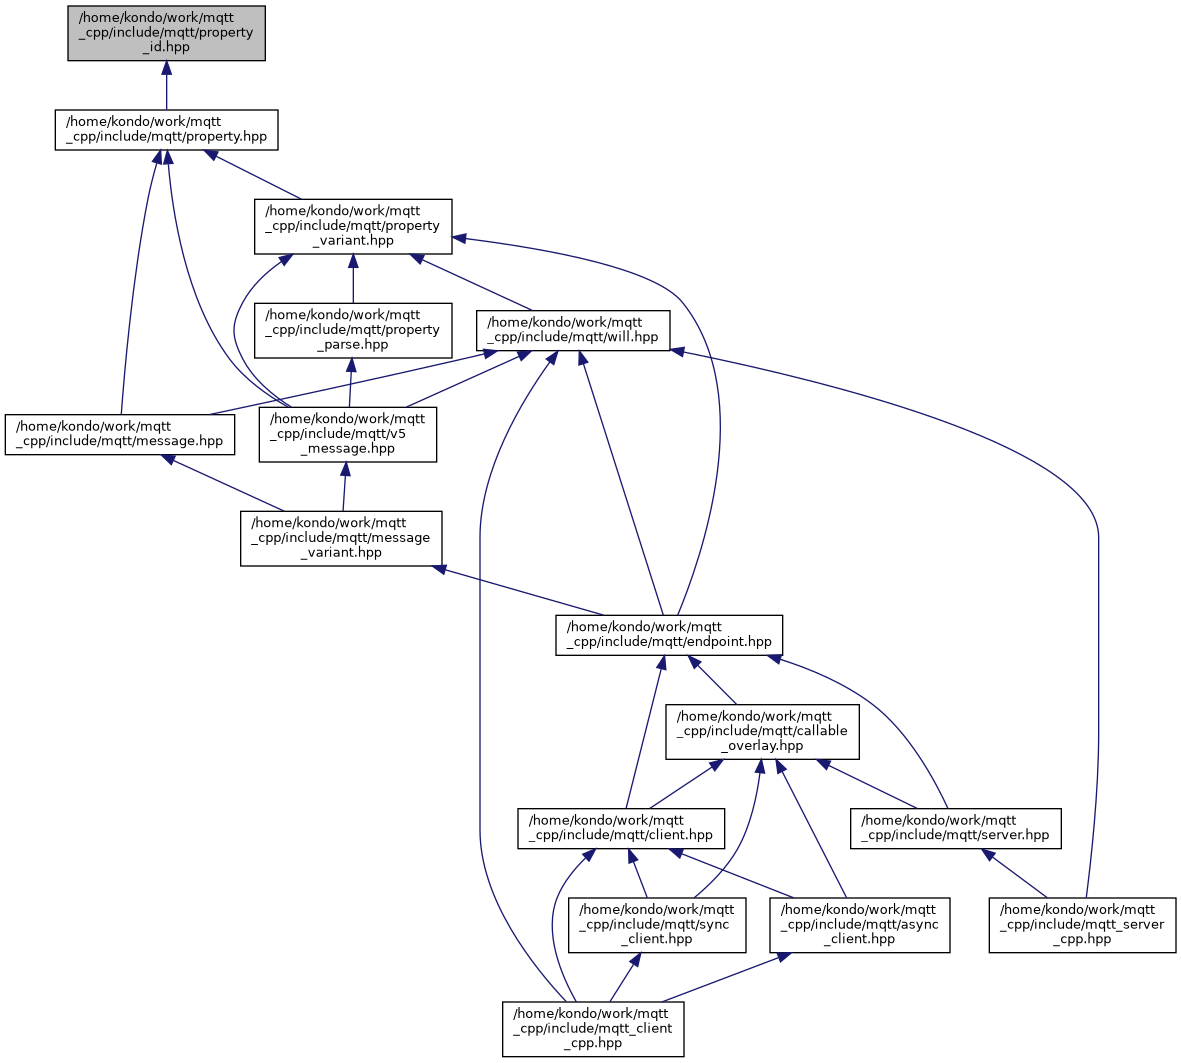 /home/kondo/work/mqtt
_cpp/include/mqtt/property
_id.hpp
/home/kondo/work/mqtt
_cpp/include/mqtt/property.hpp
/home/kondo/work/mqtt
_cpp/include/mqtt/property
_variant.hpp
/home/kondo/work/mqtt
_cpp/include/mqtt/property
_parse.hpp
/home/kondo/work/mqtt
_cpp/include/mqtt/will.hpp
/home/kondo/work/mqtt
_cpp/include/mqtt/message.hpp
/home/kondo/work/mqtt
_cpp/include/mqtt/v5
_message.hpp
/home/kondo/work/mqtt
_cpp/include/mqtt/message
_variant.hpp
/home/kondo/work/mqtt
_cpp/include/mqtt/endpoint.hpp
/home/kondo/work/mqtt
_cpp/include/mqtt/callable
_overlay.hpp
/home/kondo/work/mqtt
_cpp/include/mqtt/client.hpp
/home/kondo/work/mqtt
_cpp/include/mqtt/server.hpp
/home/kondo/work/mqtt
_cpp/include/mqtt/sync
_client.hpp
/home/kondo/work/mqtt
_cpp/include/mqtt/async
_client.hpp
/home/kondo/work/mqtt
_cpp/include/mqtt_server
_cpp.hpp
/home/kondo/work/mqtt
_cpp/include/mqtt_client
_cpp.hpp